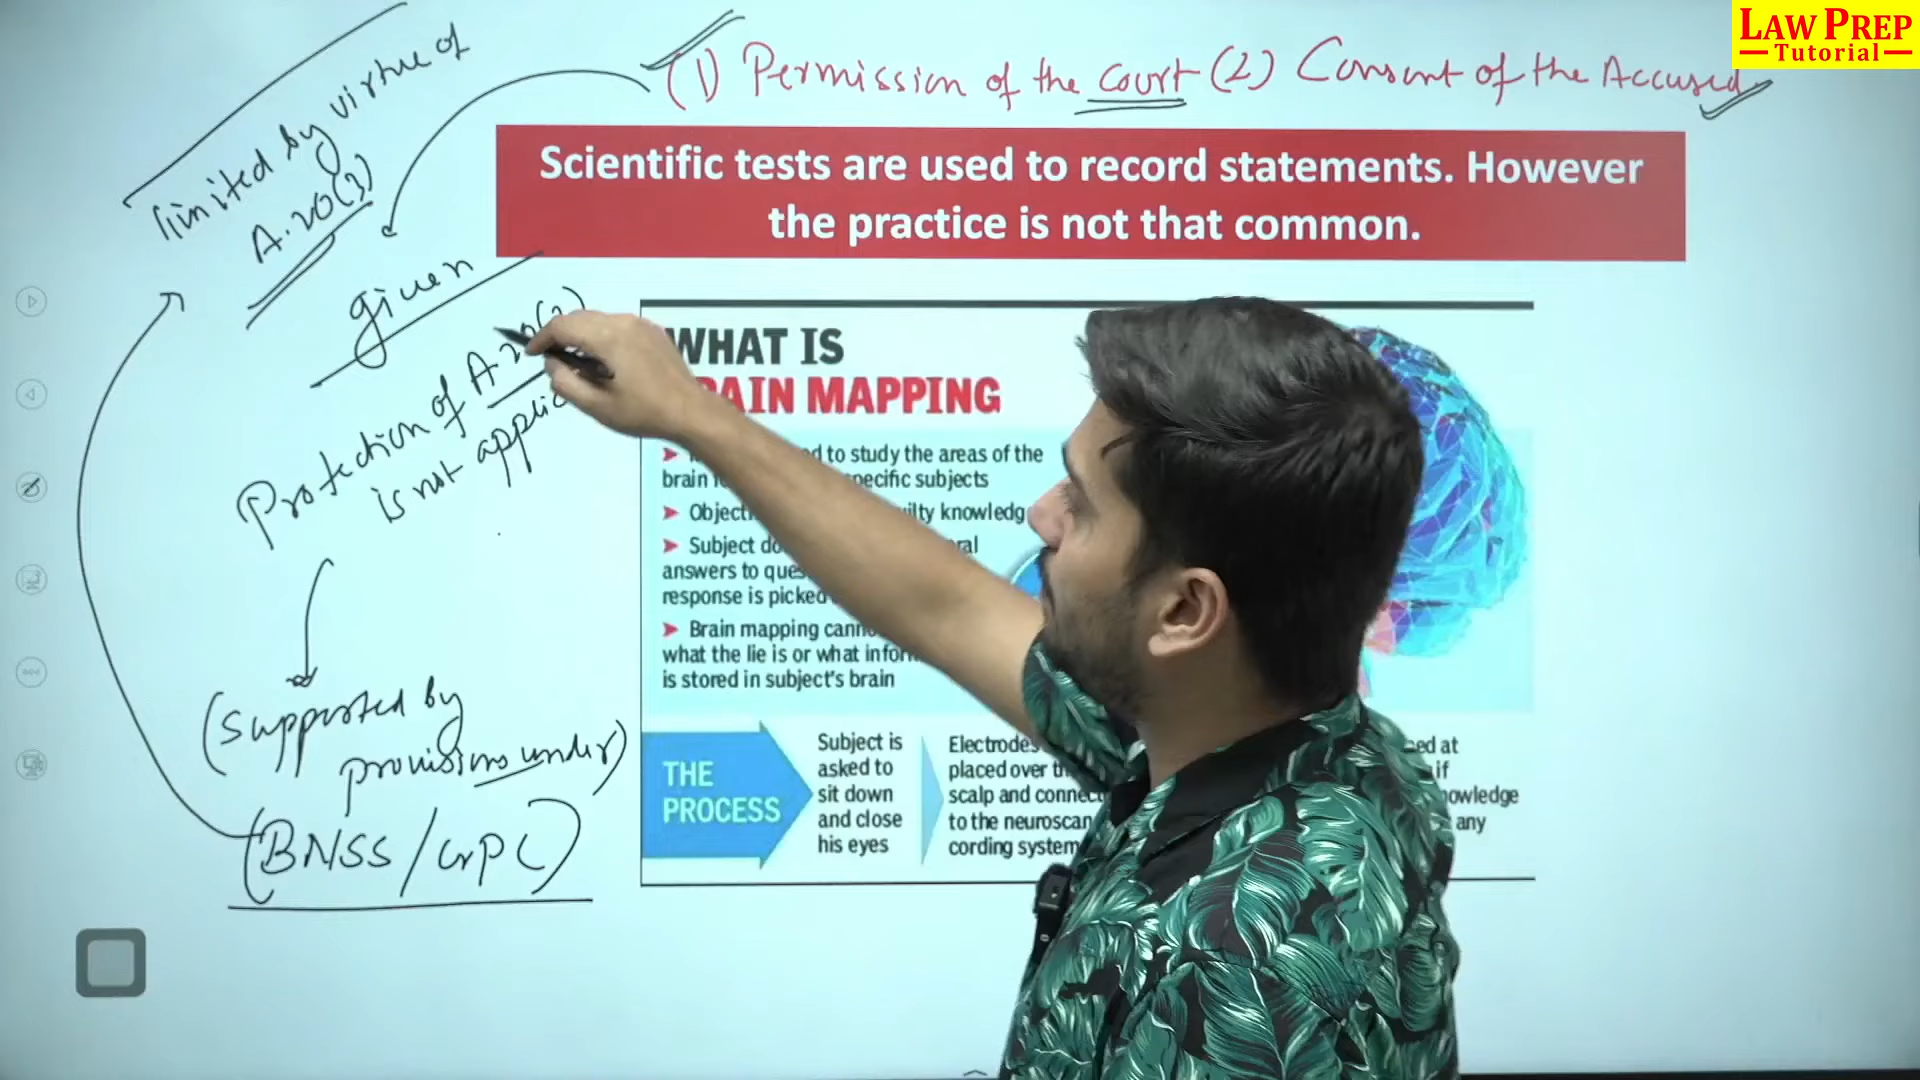 LAW PREP
Tutorial
(1) Permission of the court (2) Consent of the Accused
limited by virtue of
A.20(3)
Scientific tests are used to record statements. However
the practice is not that common.
given
Protection of A.20(3)
is not applic
(supported by
provisions under)
(BNSS/CrPC)
WHAT IS
AIN MAPPING
d to study the areas of the
brain pecific subjects
Object ilty knowledg
Subject do ral
answers to ques
response is picked
Brain mapping cann
what the lie is or what inform
is stored in subject's brain
THE
PROCESS
Subject is
asked to
sit down
and close
his eyes
Electrodes
placed over th
scalp and connect
to the neuroscan
cording system
ed at
if
nowledge
any